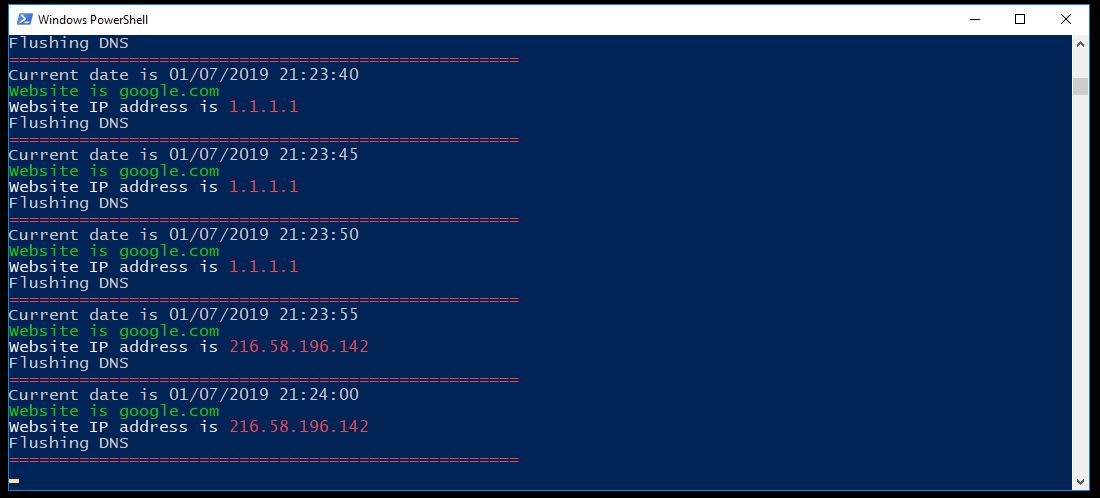 Windows PowerShell
Flushing DNS
===================================================
Current date is 01/07/2019 21:23:40
Website is google.com
Website IP address is 1.1.1.1
Flushing DNS
===================================================
Current date is 01/07/2019 21:23:45
Website is google.com
Website IP address is 1.1.1.1
Flushing DNS
===================================================
Current date is 01/07/2019 21:23:50
Website is google.com
Website IP address is 1.1.1.1
Flushing DNS
===================================================
Current date is 01/07/2019 21:23:55
Website is google.com
Website IP address is 216.58.196.142
Flushing DNS
===================================================
Current date is 01/07/2019 21:24:00
Website is google.com
Website IP address is 216.58.196.142
Flushing DNS
===================================================